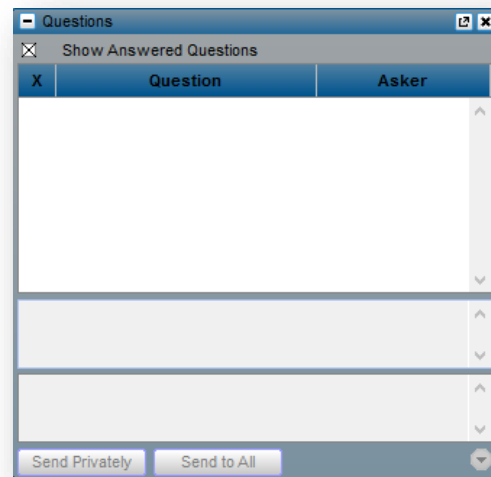 Questions
Show Answered Questions
X Question Asker
Send Privately Send to All